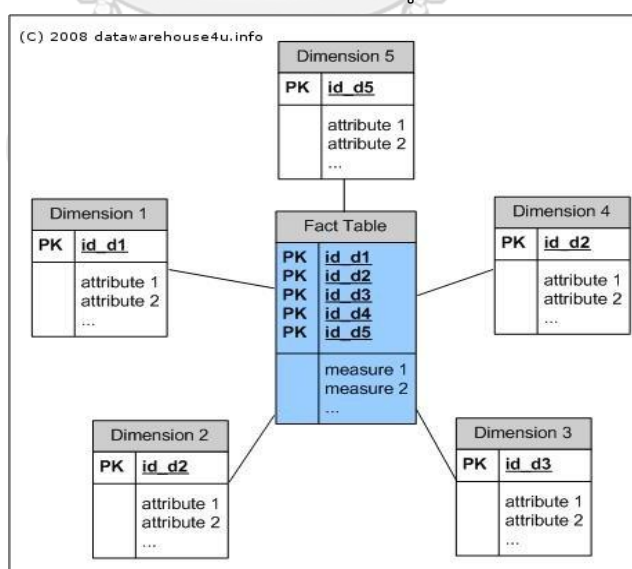 (C) 2008 datawarehouse4u.info
Dimension 5
PK id_d5
attribute 1
attribute 2
...
Dimension 1
PK id_d1
attribute 1
attribute 2
...
Fact Table
PK id_d1
PK id_d2
PK id_d3
PK id_d4
PK id_d5
measure 1
measure 2
...
Dimension 4
PK id_d2
attribute 1
attribute 2
...
Dimension 2
PK id_d2
attribute 1
attribute 2
...
Dimension 3
PK id_d3
attribute 1
attribute 2
...